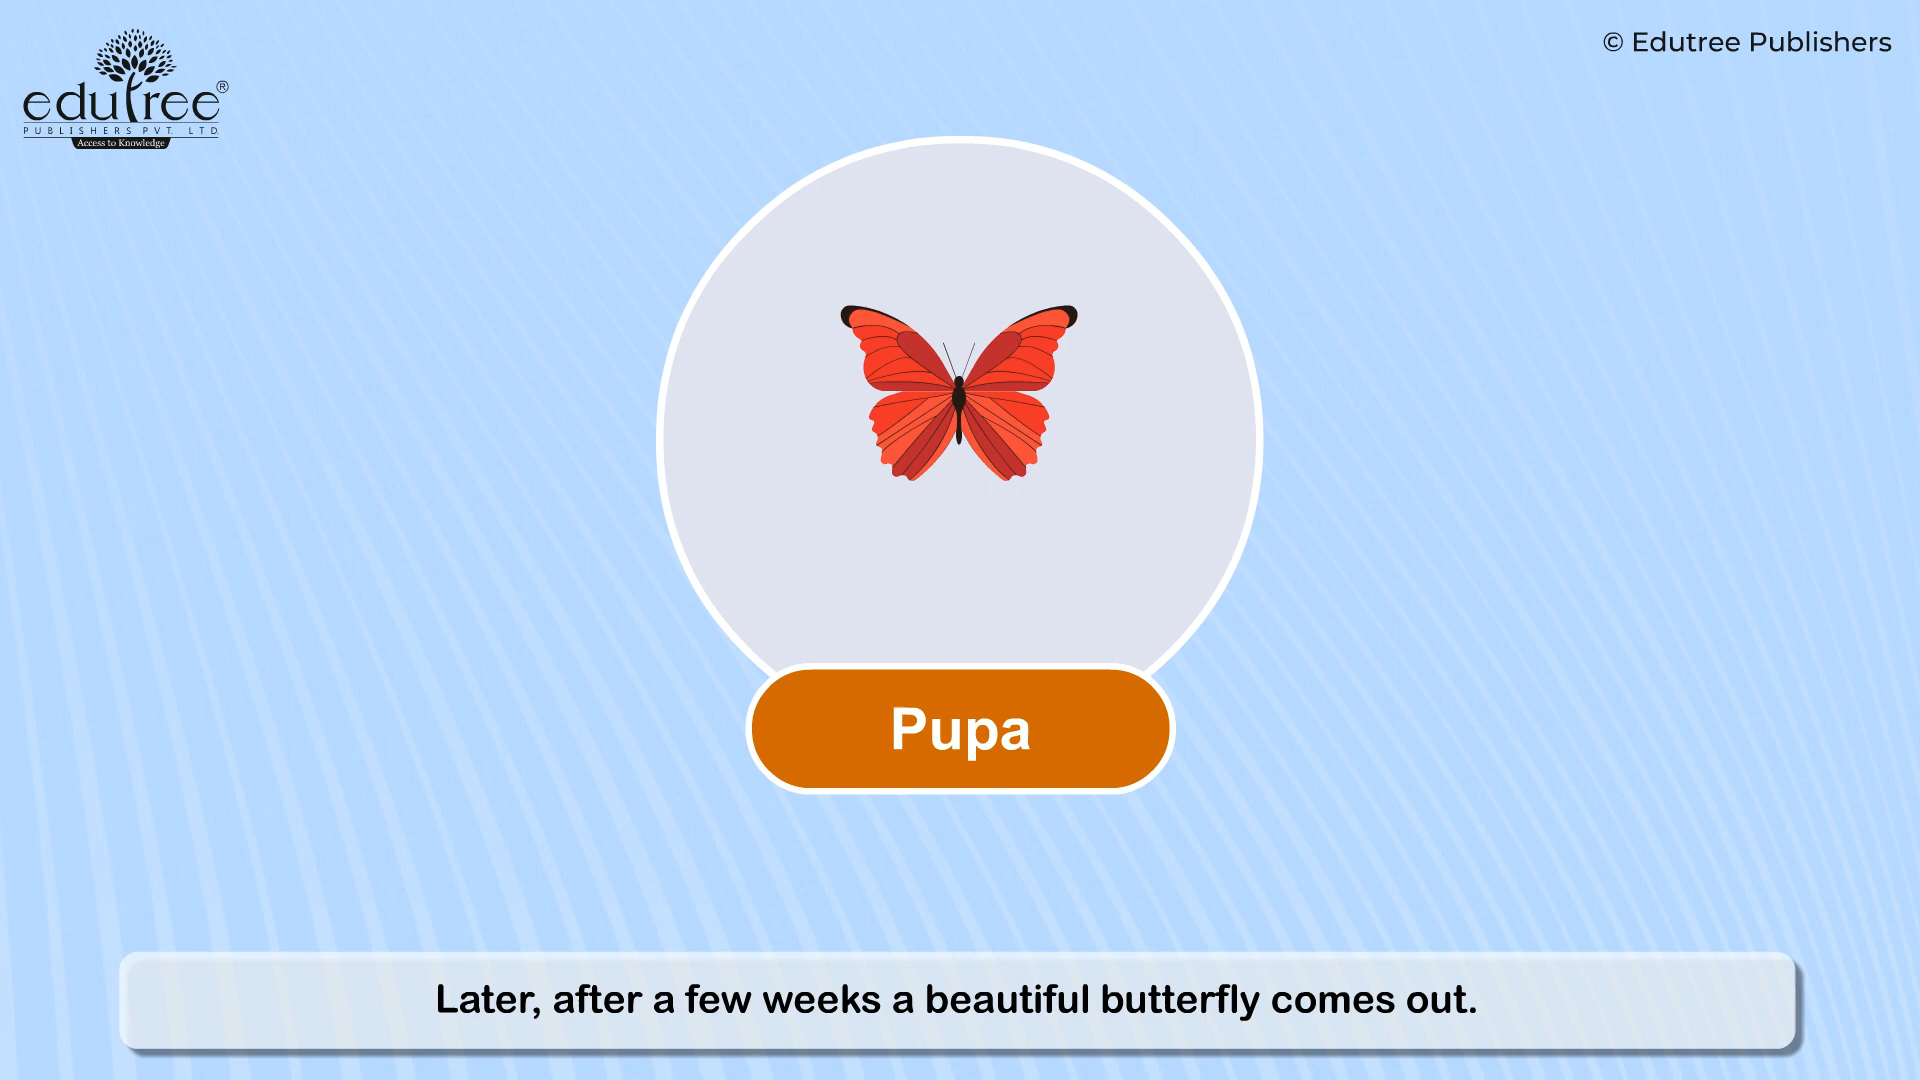 edutree®
PUBLISHERS PVT. LTD.
Access to Knowledge
© Edutree Publishers
Pupa
Later, after a few weeks a beautiful butterfly comes out.